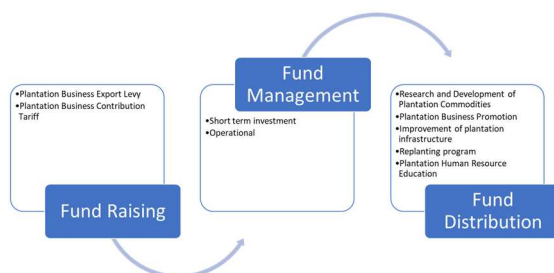 •Plantation Business Export Levy
•Plantation Business Contribution
Tariff
Fund Raising
Fund
Management
•Short term investment
•Operational
•Research and Development of
Plantation Commodities
•Plantation Business Promotion
•Improvement of plantation
infrastructure
•Replanting program
•Plantation Human Resource
Education
Fund
Distribution